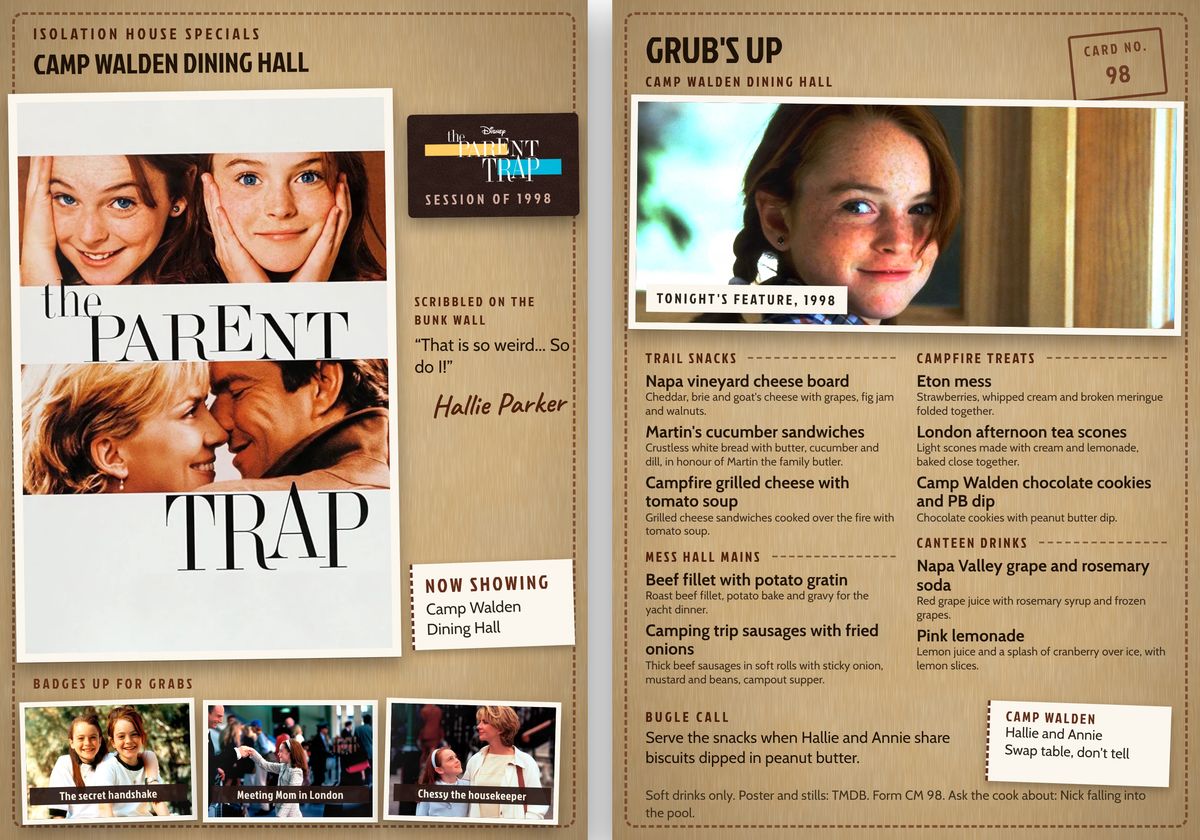 ISOLATION HOUSE SPECIALS
CAMP WALDEN DINING HALL
the
PARENT
TRAP
Disney
the
PARENT
TRAP
SESSION OF 1998
SCRIBBLED ON THE
BUNK WALL
“That is so weird... So
do I!”
Hallie Parker
NOW SHOWING
Camp Walden
Dining Hall
BADGES UP FOR GRABS
The secret handshake
Meeting Mom in London
Chessy the housekeeper
GRUB'S UP
CAMP WALDEN DINING HALL
CARD NO.
98
TONIGHT'S FEATURE, 1998
TRAIL SNACKS
Napa vineyard cheese board
Cheddar, brie and goat's cheese with grapes, fig jam
and walnuts.
Martin's cucumber sandwiches
Crustless white bread with butter, cucumber and
dill, in honour of Martin the family butler.
Campfire grilled cheese with
tomato soup
Grilled cheese sandwiches cooked over the fire with
tomato soup.
MESS HALL MAINS
Beef fillet with potato gratin
Roast beef fillet, potato bake and gravy for the
yacht dinner.
Camping trip sausages with fried
onions
Thick beef sausages in soft rolls with sticky onion,
mustard and beans, campout supper.
CAMPFIRE TREATS
Eton mess
Strawberries, whipped cream and broken meringue
folded together.
London afternoon tea scones
Light scones made with cream and lemonade,
baked close together.
Camp Walden chocolate cookies
and PB dip
Chocolate cookies with peanut butter dip.
CANTEEN DRINKS
Napa Valley grape and rosemary
soda
Red grape juice with rosemary syrup and frozen
grapes.
Pink lemonade
Lemon juice and a splash of cranberry over ice, with
lemon slices.
BUGLE CALL
Serve the snacks when Hallie and Annie share
biscuits dipped in peanut butter.
CAMP WALDEN
Hallie and Annie
Swap table, don't tell
Soft drinks only. Poster and stills: TMDB. Form CM 98. Ask the cook about: Nick falling into
the pool.